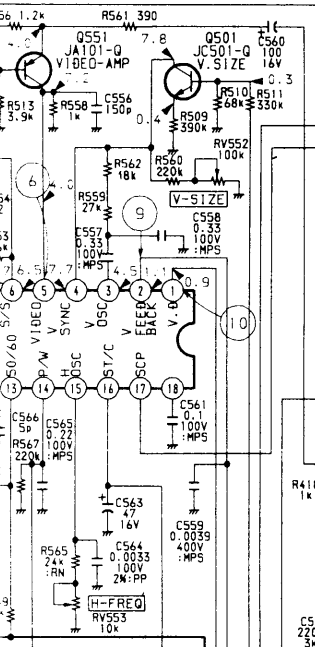 56 1.2k
R561 390
Q551
JA101-Q
VIDEO-AMP
7.8
Q501
JC501-Q
V.SIZE
C560
100
16V
R513
3.9k
R558
1k
C556
150p
0.3
R510
68k
R511
330k
0.4
R509
390k
R562
18k
R560
220k
RV552
100k
6
4.0
R559
27k
9
V-SIZE
C557
0.33
100V
:MPS
C558
0.33
100V
:MPS
6.5
7.7
4.5
1.1
0.9
6
5
4
3
2
1
10
S/S
VIDEO
V SYNC
V OSC
V FEED BACK
V.D
50/60
P/W
H OSC
ST/C
SCP
13
14
15
16
17
18
C566
5p
R567
220k
C565
0.22
100V
:MPS
C561
0.1
100V
:MPS
C563
47
16V
C559
0.0039
400V
:MPS
R41
1k
R565
24k
:RN
C564
0.0033
100V
2%:PP
H-FREQ
RV553
10k
C5
220
3k